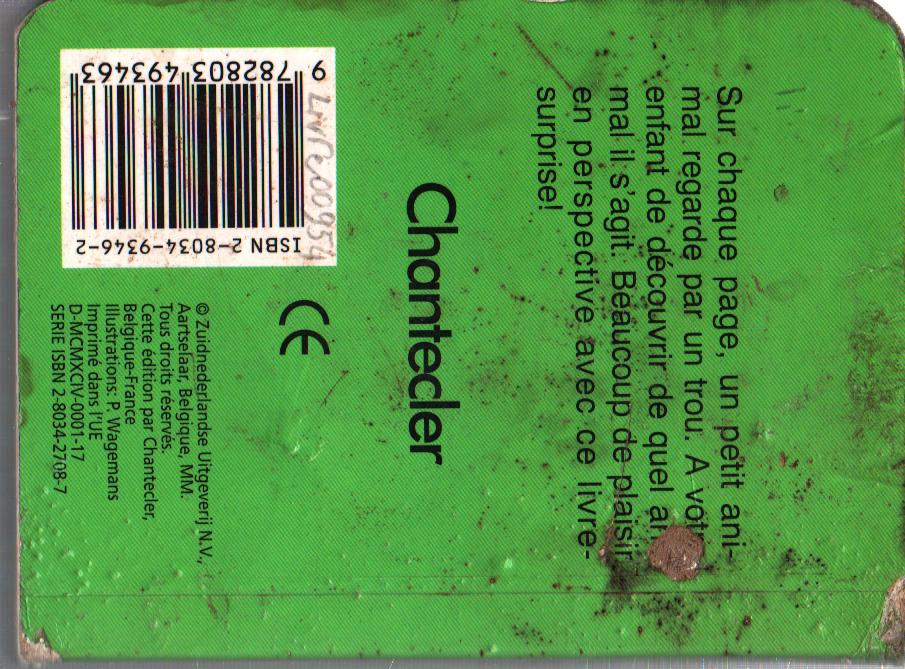 Sur chaque page, un petit ani-
mal regarde par un trou. A
enfant de découvrir de quel
mal il s'agit. Beaucoup de plaisir
en perspective avec ce livre-
surprise!
Chantecler
CE
© Zuidnederlandse Uitgeverij N.V.,
Aartselaar, Belgique, MM.
Tous droits réservés.
Cette édition par Chantecler,
Belgique-France
Illustrations: P. Wagemans
Imprimé dans l'UE
D-MCMXCIV-0001-17
SERIE ISBN 2-8034-2708-7
ISBN 2-8034-9346-2
9 782803 493463
Livre00954